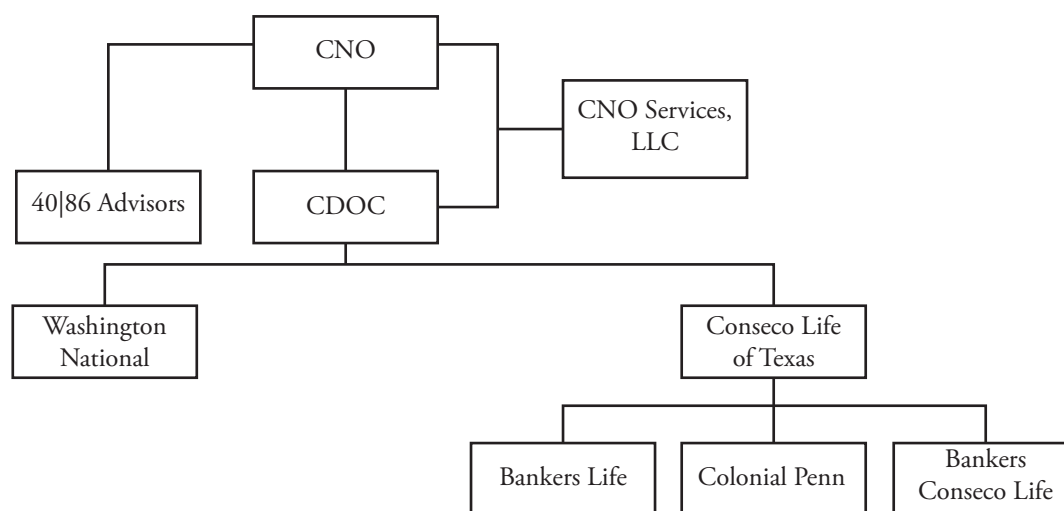 CNO
CNO Services,
LLC
40|86 Advisors
CDOC
Washington
National
Conseco Life
of Texas
Bankers Life
Colonial Penn
Bankers
Conseco Life